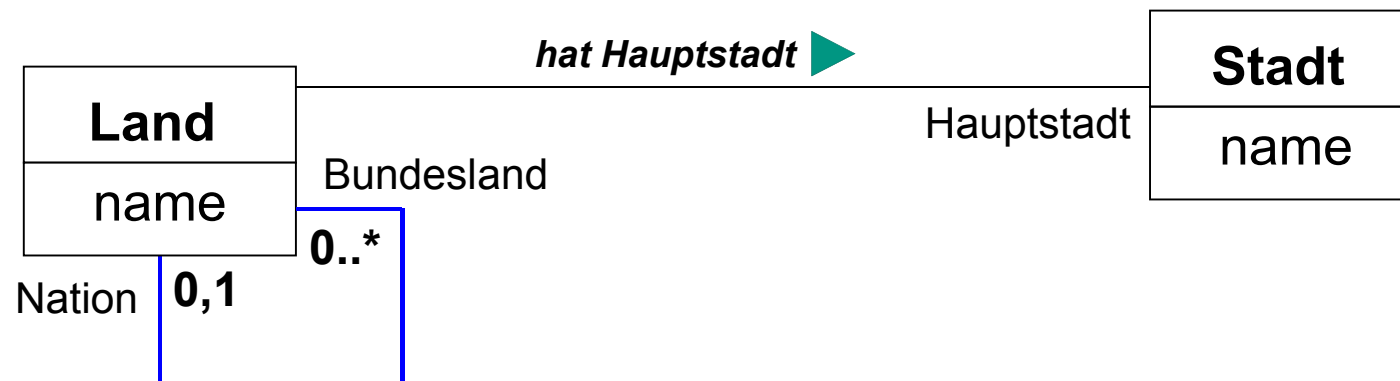 hat Hauptstadt
Stadt
name
Hauptstadt
Land
name
Bundesland
0..*
Nation
0,1